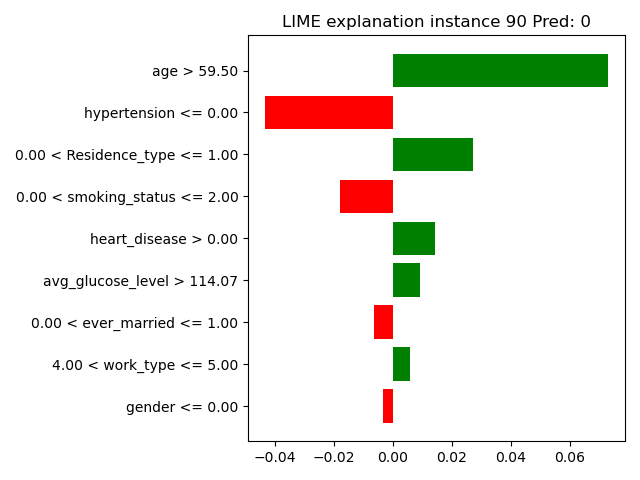 LIME explanation instance 90 Pred: 0
age > 59.50
hypertension <= 0.00
0.00 < Residence_type <= 1.00
0.00 < smoking_status <= 2.00
heart_disease > 0.00
avg_glucose_level > 114.07
0.00 < ever_married <= 1.00
4.00 < work_type <= 5.00
gender <= 0.00
−0.04 −0.02 0.00 0.02 0.04 0.06